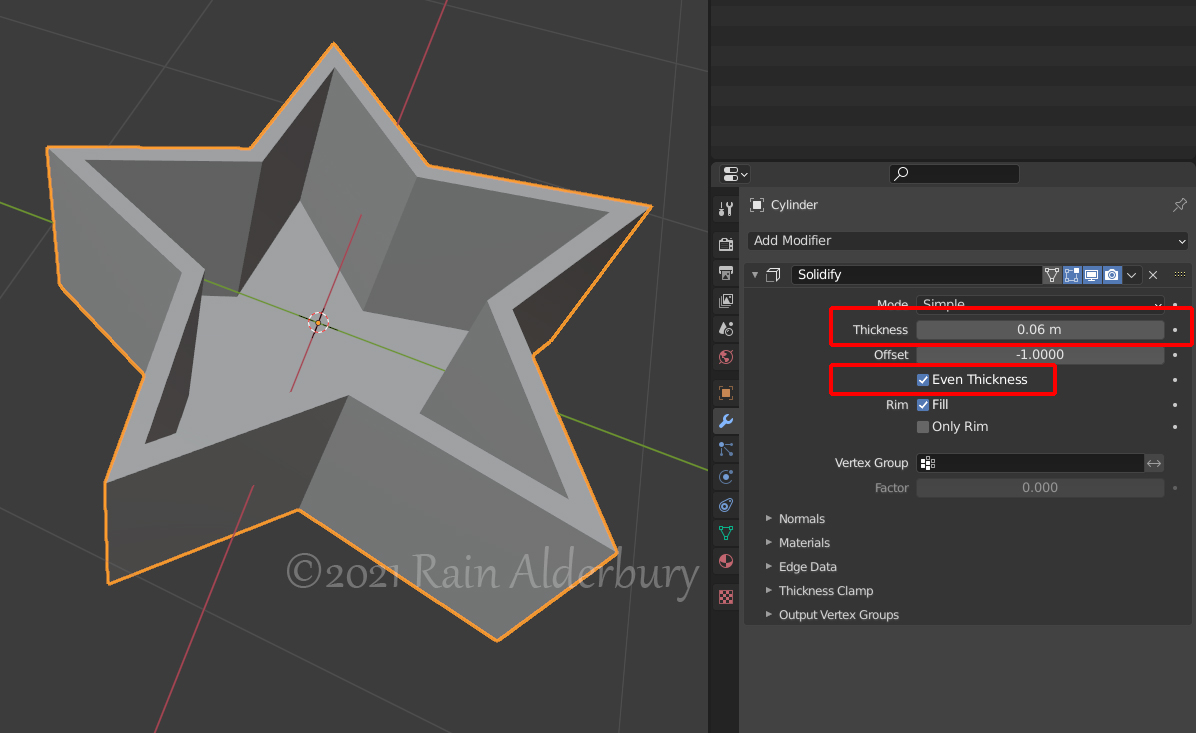 Cylinder
Add Modifier
Solidify
Mode Simple
Thickness 0.06 m
Offset -1.0000
Even Thickness
Rim Fill
Only Rim
Vertex Group
Factor 0.000
Normals
Materials
Edge Data
Thickness Clamp
Output Vertex Groups
©2021 Rain Alderbury